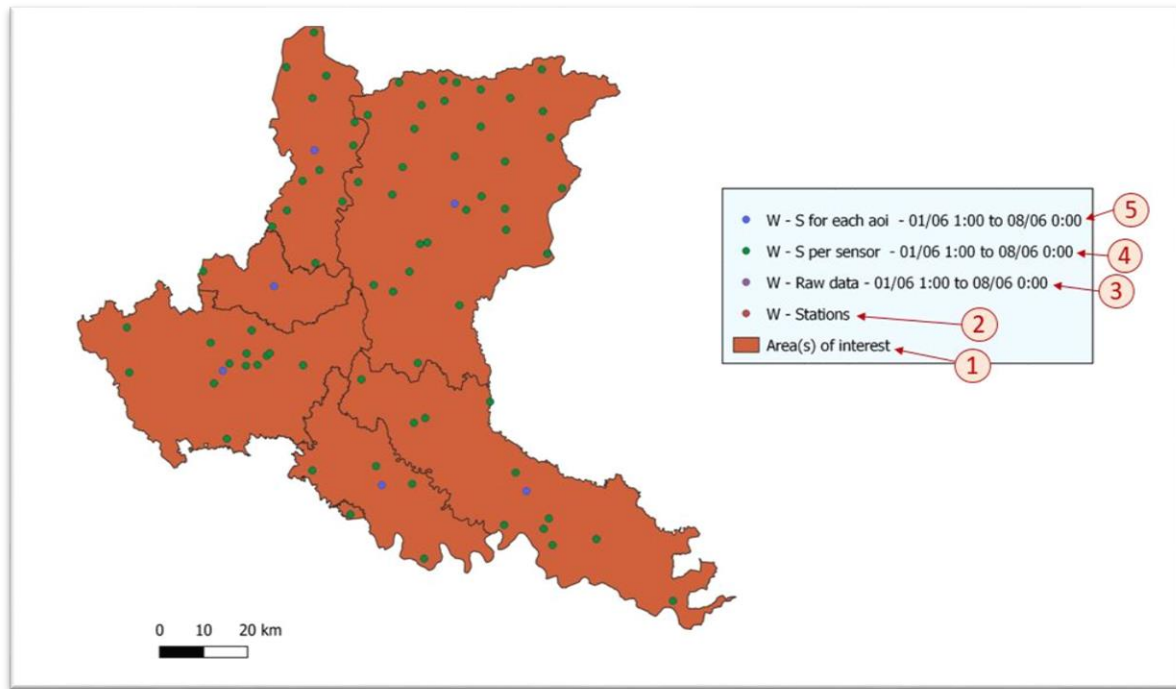 W - S for each aoi - 01/06 1:00 to 08/06 0:00
5
W - S per sensor - 01/06 1:00 to 08/06 0:00
4
W - Raw data - 01/06 1:00 to 08/06 0:00
3
W - Stations
2
Area(s) of interest
1
0 10 20 km